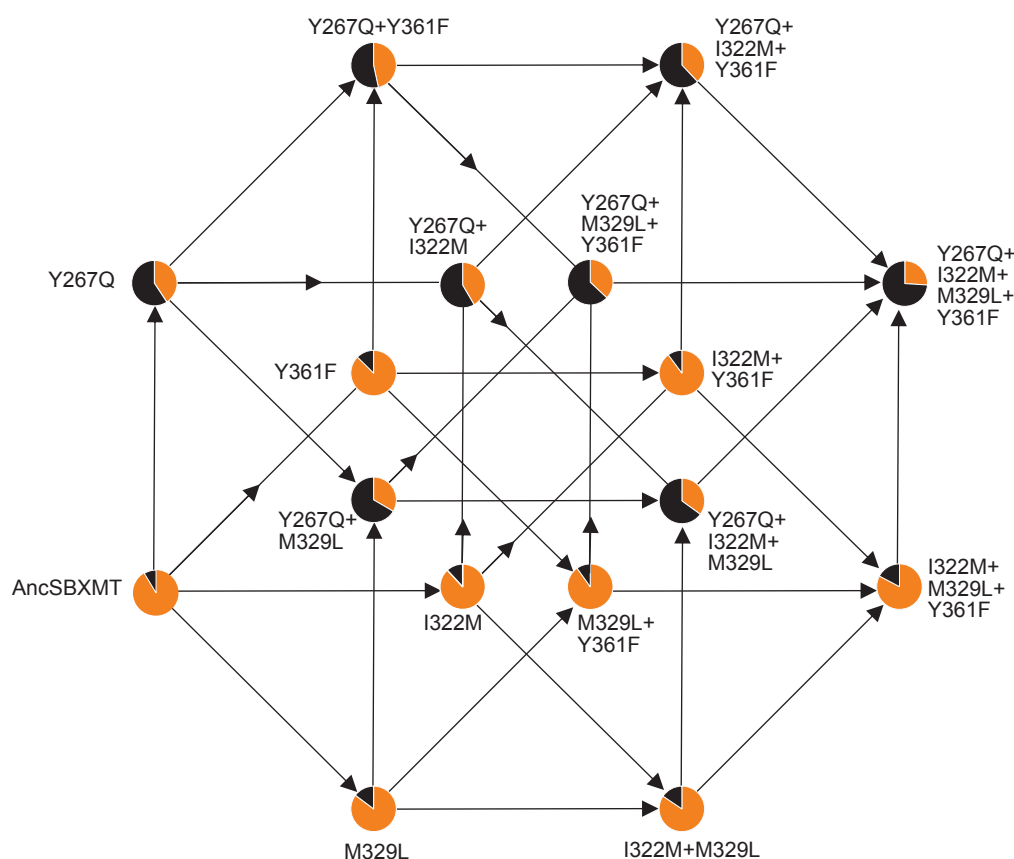 Y267Q+Y361F
Y267Q+
I322M+
Y361F
Y267Q+
I322M
Y267Q+
M329L+
Y361F
Y267Q
Y267Q+
I322M+
M329L+
Y361F
Y361F
I322M+
Y361F
Y267Q+
M329L
Y267Q+
I322M+
M329L
AncSBXMT
I322M
M329L+
Y361F
I322M+
M329L+
Y361F
M329L
I322M+M329L